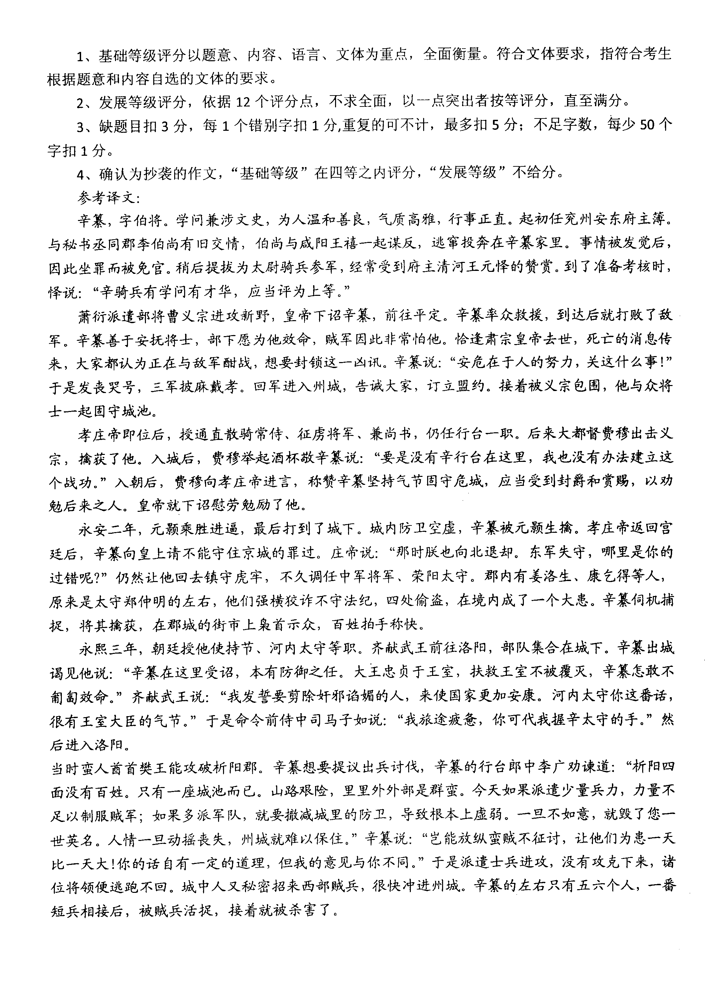 1、基础等级评分以题意、内容、语言、文体为重点，全面衡量。符合文体要求，指符合考生
根据题意和内容自选的文体的要求。
2、发展等级评分，依据 12 个评分点，不求全面，以一点突出者按等评分，直至满分。
3、缺题目扣 3 分，每 1 个错别字扣 1 分,重复的可不计，最多扣 5 分；不足字数，每少 50 个
字扣 1 分。
4、确认为抄袭的作文，“基础等级”在四等之内评分，“发展等级”不给分。
参考译文：
辛纂，字伯将。学问兼涉文史，为人温和善良，气质高雅，行事正直。起初任兖州安东府主簿。
与秘书丞同郡李伯尚有旧交情，伯尚与咸阳王禧一起谋反，逃窜投奔在辛纂家里。事情被发觉后，
因此坐罪而被免官。稍后提拔为太尉骑兵参军，经常受到府主清河王元怿的赞赏。到了准备考核时，
怿说：“辛骑兵有学问有才华，应当评为上等。”
萧衍派遣部将曹义宗进攻新野，皇帝下诏辛纂，前往平定。辛纂率众救援，到达后就打败了敌
军。辛纂善于安抚将士，部下愿为他效命，贼军因此非常怕他。恰逢肃宗皇帝去世，死亡的消息传
来，大家都认为正在与敌军酣战，想要封锁这一凶讯。辛纂说：“安危在于人的努力，关这什么事！”
于是发丧哭号，三军披麻戴孝。回军进入州城，告诫大家，订立盟约。接着被义宗包围，他与众将
士一起固守城池。
孝庄帝即位后，授通直散骑常侍、征虏将军、兼尚书，仍任行台一职。后来大都督费穆出击义
宗，擒获了他。入城后，费穆举起酒杯敬辛纂说：“要是没有辛行台在这里，我也没有办法建立这
个战功。”入朝后，费穆向孝庄帝进言，称赞辛纂坚持气节固守危城，应当受到封爵和赏赐，以劝
勉后来之人。皇帝就下诏慰劳勉励了他。
永安二年，元颢乘胜进逼，最后打到了城下。城内防卫空虚，辛纂被元颢生擒。孝庄帝返回宫
廷后，辛纂向皇上请不能守住京城的罪过。庄帝说：“那时朕也向北退却。东军失守，哪里是你的
过错呢？”仍然让他回去镇守虎牢，不久调任中军将军、荣阳太守。郡内有姜洛生、康乞得等人，
原来是太守郑仲明的左右，他们强横狡诈不守法纪，四处偷盗，在境内成了一个大患。辛纂伺机捕
捉，将其擒获，在郡城的街市上枭首示众，百姓拍手称快。
永熙三年，朝廷授他使持节、河内太守等职。齐献武王前往洛阳，部队集合在城下。辛纂出城
谒见他说：“辛纂在这里受诏，本有防御之任。大王忠贞于王室，扶救王室不被覆灭，辛纂怎敢不
匍匐效命。”齐献武王说：“我发誓要剪除奸邪谄媚的人，来使国家更加安康。河内太守你这番话，
很有王室大臣的气节。”于是命令前侍中司马子如说：“我旅途疲惫，你可代我握辛太守的手。”然
后进入洛阳。
当时蛮人酋首樊王能攻破析阳郡。辛纂想要提议出兵讨伐，辛纂的行台郎中李广劝谏道：“析阳四
面没有百姓。只有一座城池而已。山路艰险，里里外外部是群蛮。今天如果派遣少量兵力，力量不
足以制服贼军；如果多派军队，就要撤减城里的防卫，导致根本上虚弱。一旦不如意，就毁了您一
世英名。人情一旦动摇丧失，州城就难以保住。”辛纂说：“岂能放纵蛮贼不征讨，让他们为患一天
比一天大！你的话自有一定的道理，但我的意见与你不同。”于是派遣士兵进攻，没有攻克下来，诸
位将领便逃跑不回。城中人又秘密招来西部贼兵，很快冲进州城。辛纂的左右只有五六个人，一番
短兵相接后，被贼兵活捉，接着就被杀害了。